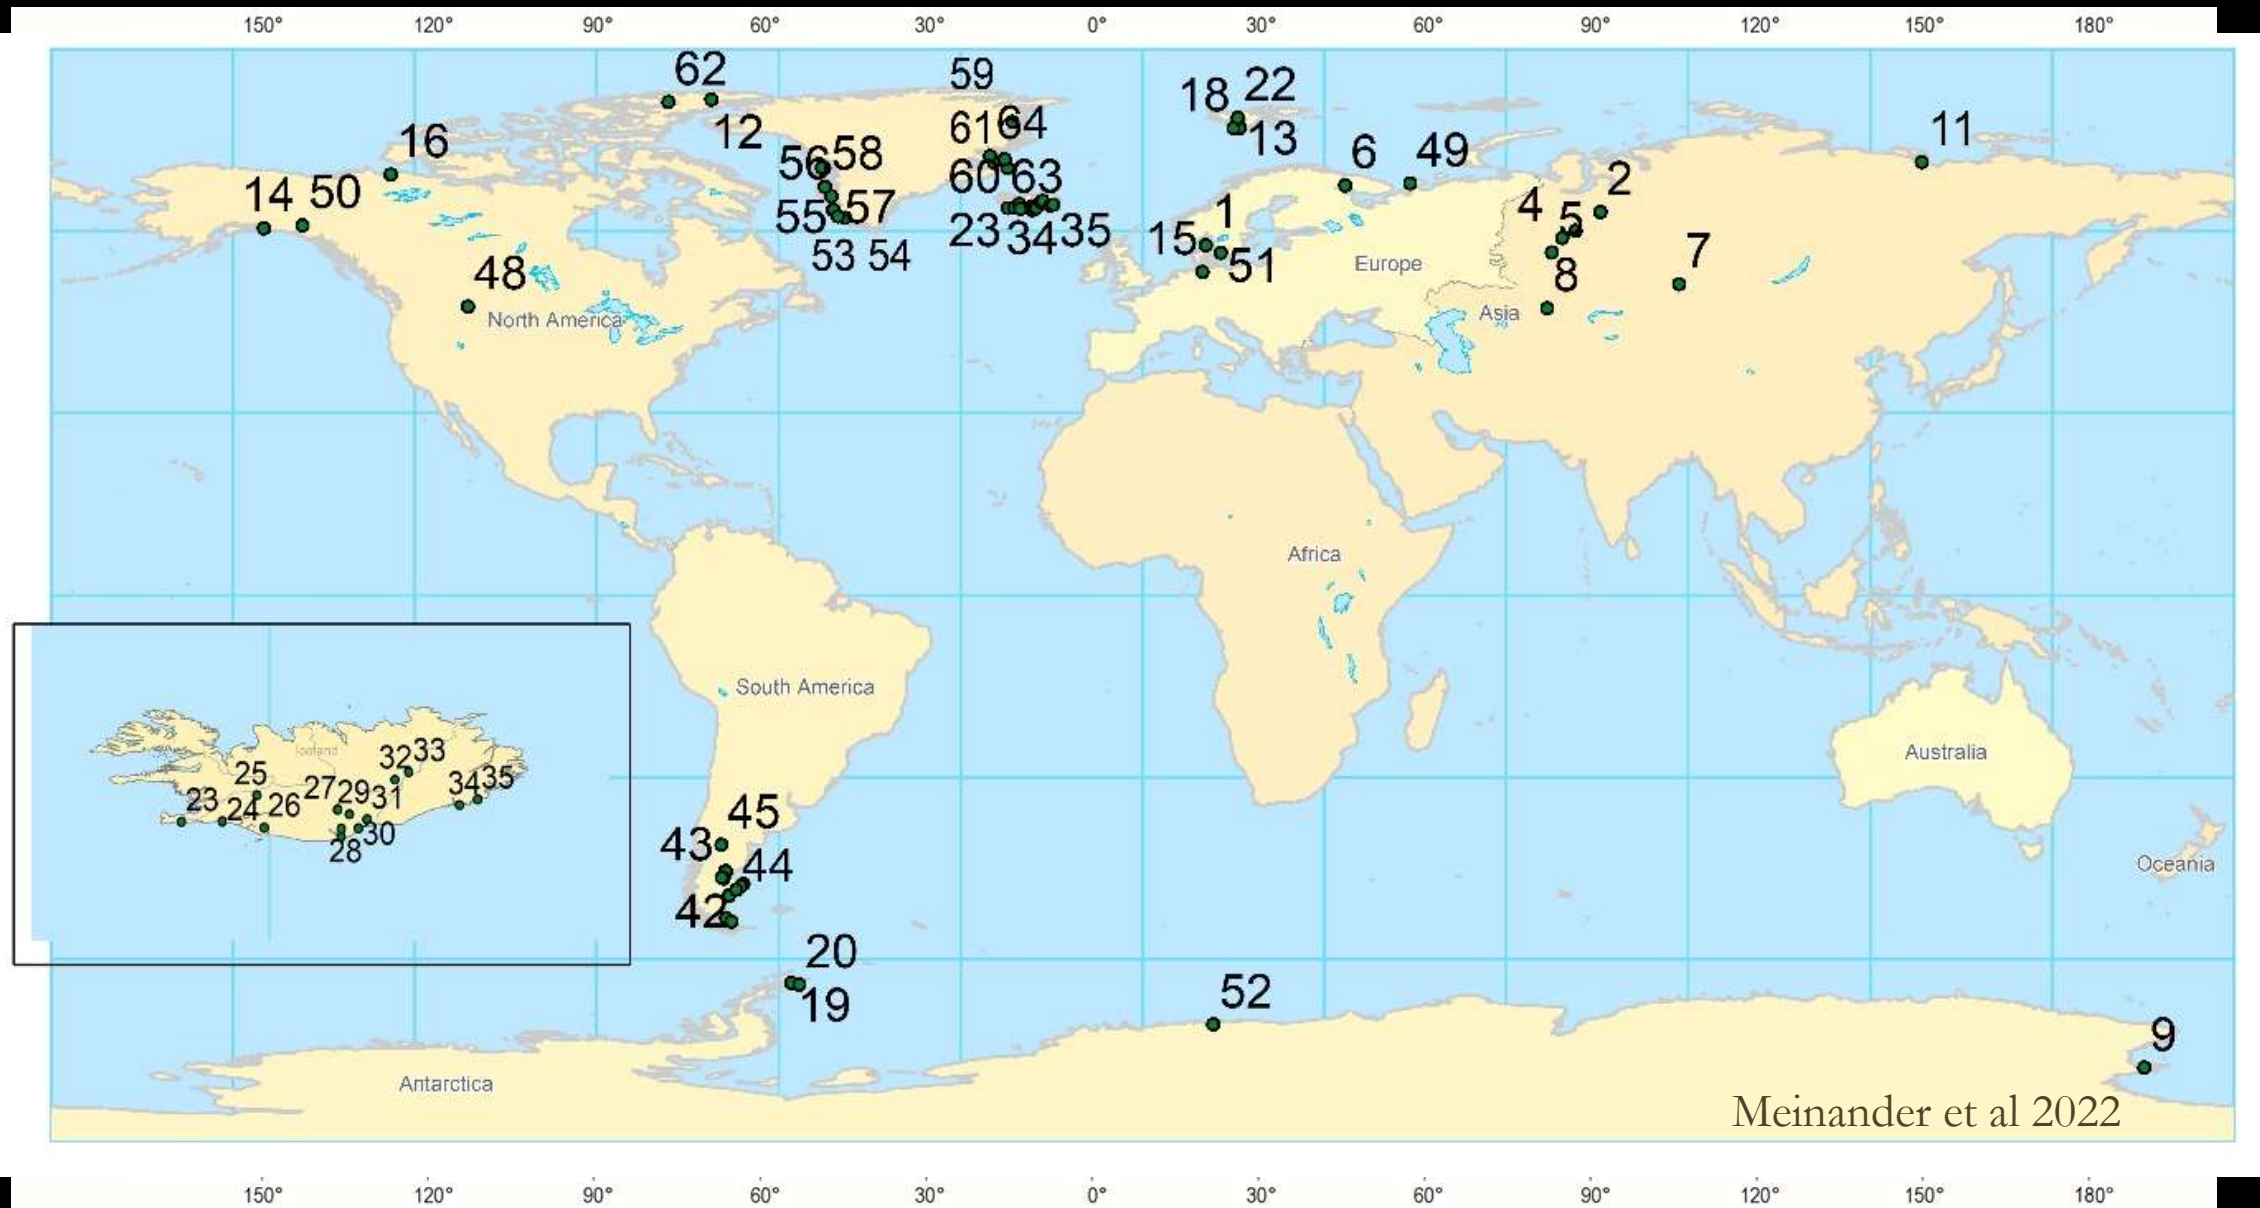 150° 120° 90° 60° 30° 0° 30° 60° 90° 120° 150° 180°
62 59 18 22
16 12 61 64 13 11
56 58 6 49
14 50 60 63 2
55 57 1 4 5
53 54 23 34 35 15 51 7
48 Europe 8
North America Asia
Africa
South America
Iceland
32 33
25 27 29 31 34 35
23 24 26
28 30
Australia
45
43 44
Oceania
42
20
19 52
9
Antarctica
Meinander et al 2022
150° 120° 90° 60° 30° 0° 30° 60° 90° 120° 150° 180°